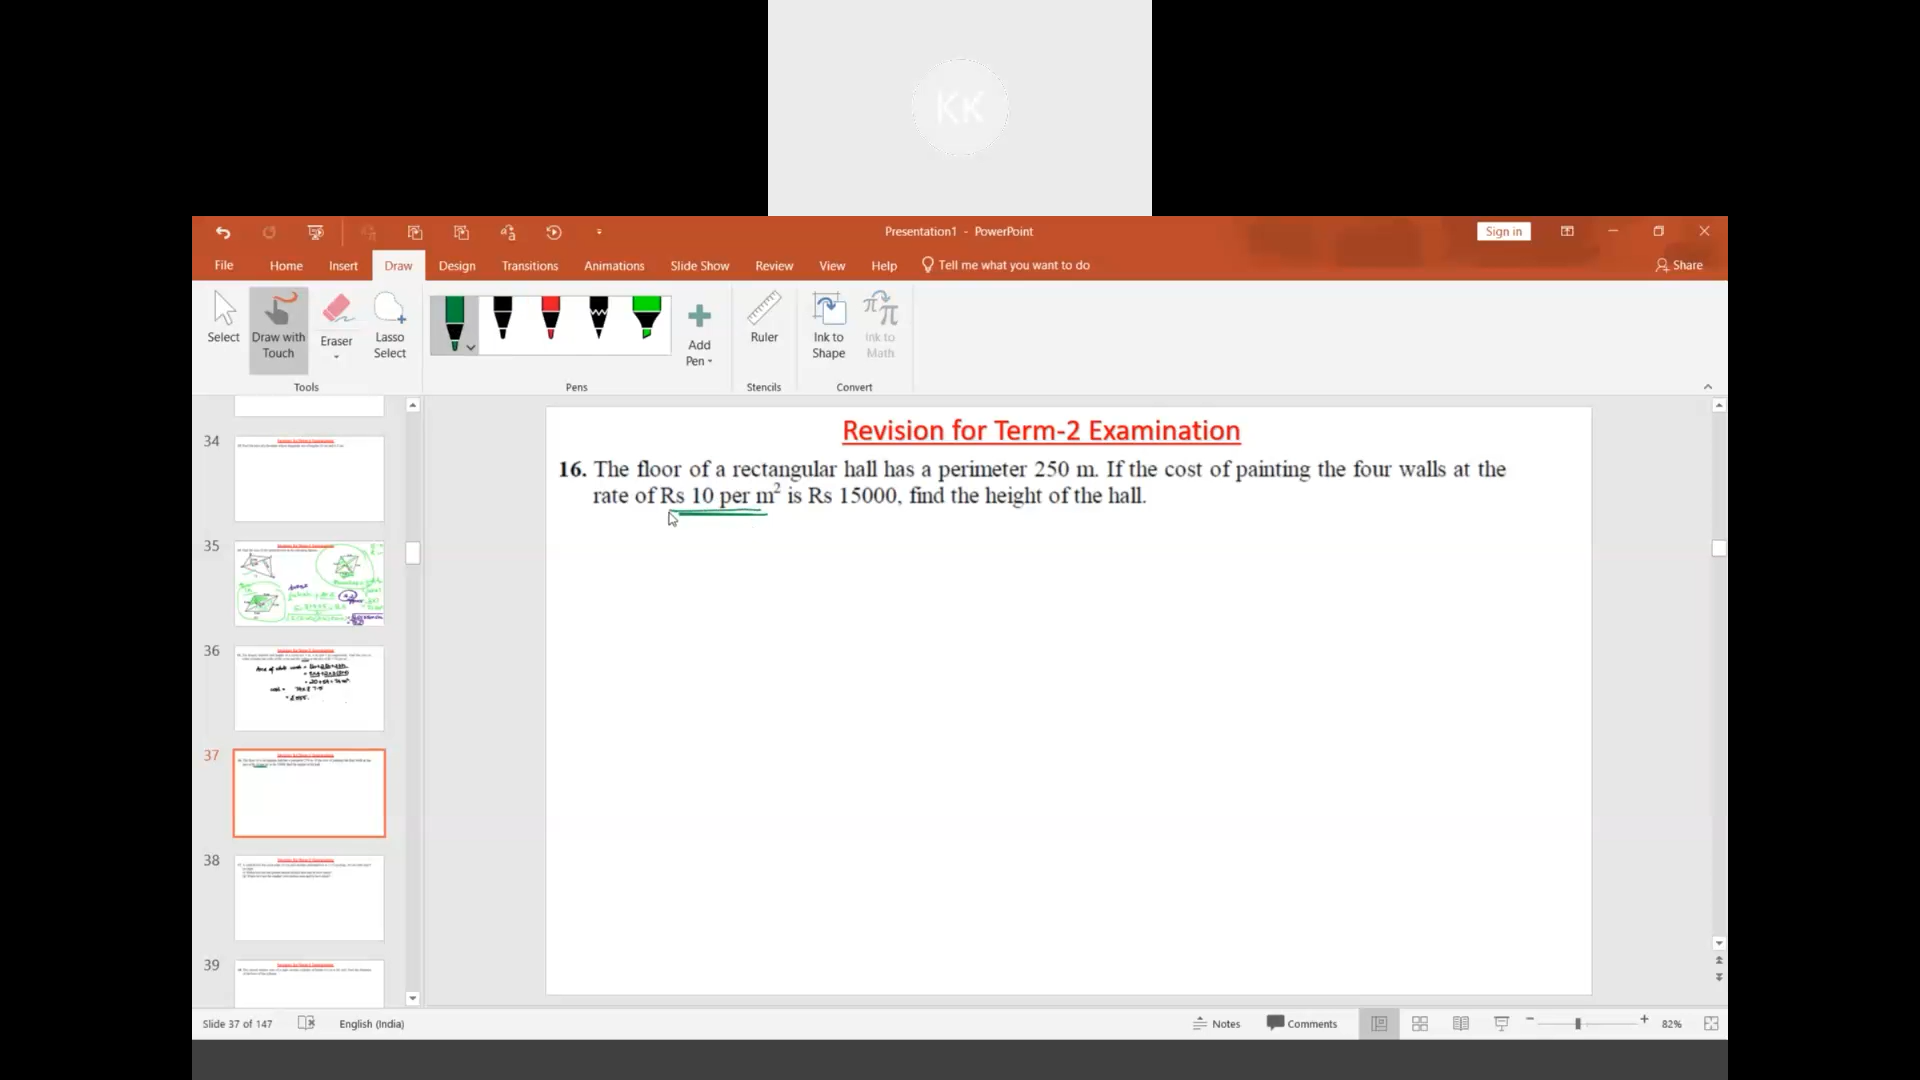 KK
Presentation1 - PowerPoint
Sign in
File Home Insert Draw Design Transitions Animations Slide Show Review View Help Tell me what you want to do
Share
Select
Draw with Touch
Eraser
Lasso Select
Add Pen
Ruler
Ink to Shape
Ink to Math
Tools
Pens
Stencils
Convert
34
35
36
37
38
39
Revision for Term-2 Examination
16. The floor of a rectangular hall has a perimeter 250 m. If the cost of painting the four walls at the
rate of Rs 10 per m² is Rs 15000, find the height of the hall.
Slide 37 of 147
English (India)
Notes
Comments
82%